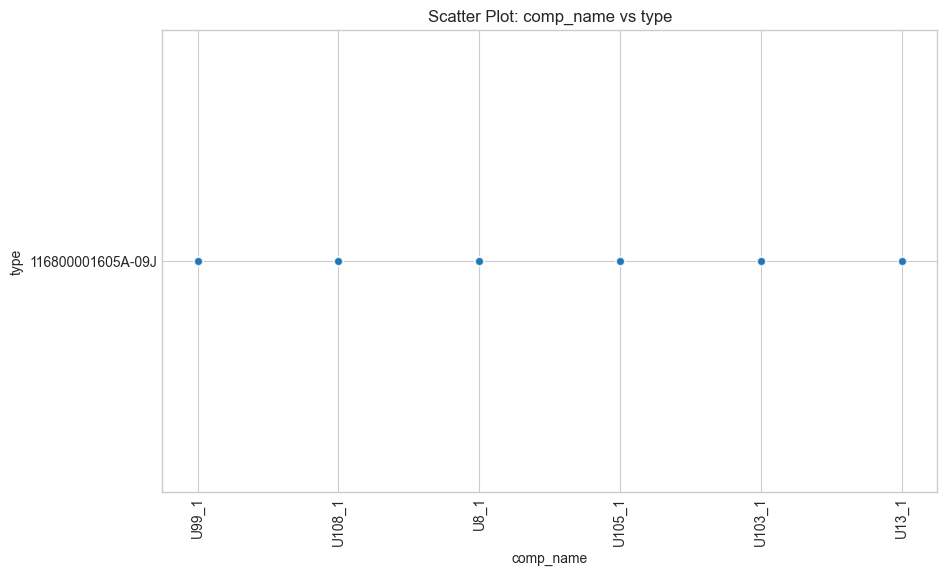 Scatter Plot: comp_name vs type
type
116800001605A-09J
U99_1
U108_1
U8_1
U105_1
U103_1
U13_1
comp_name